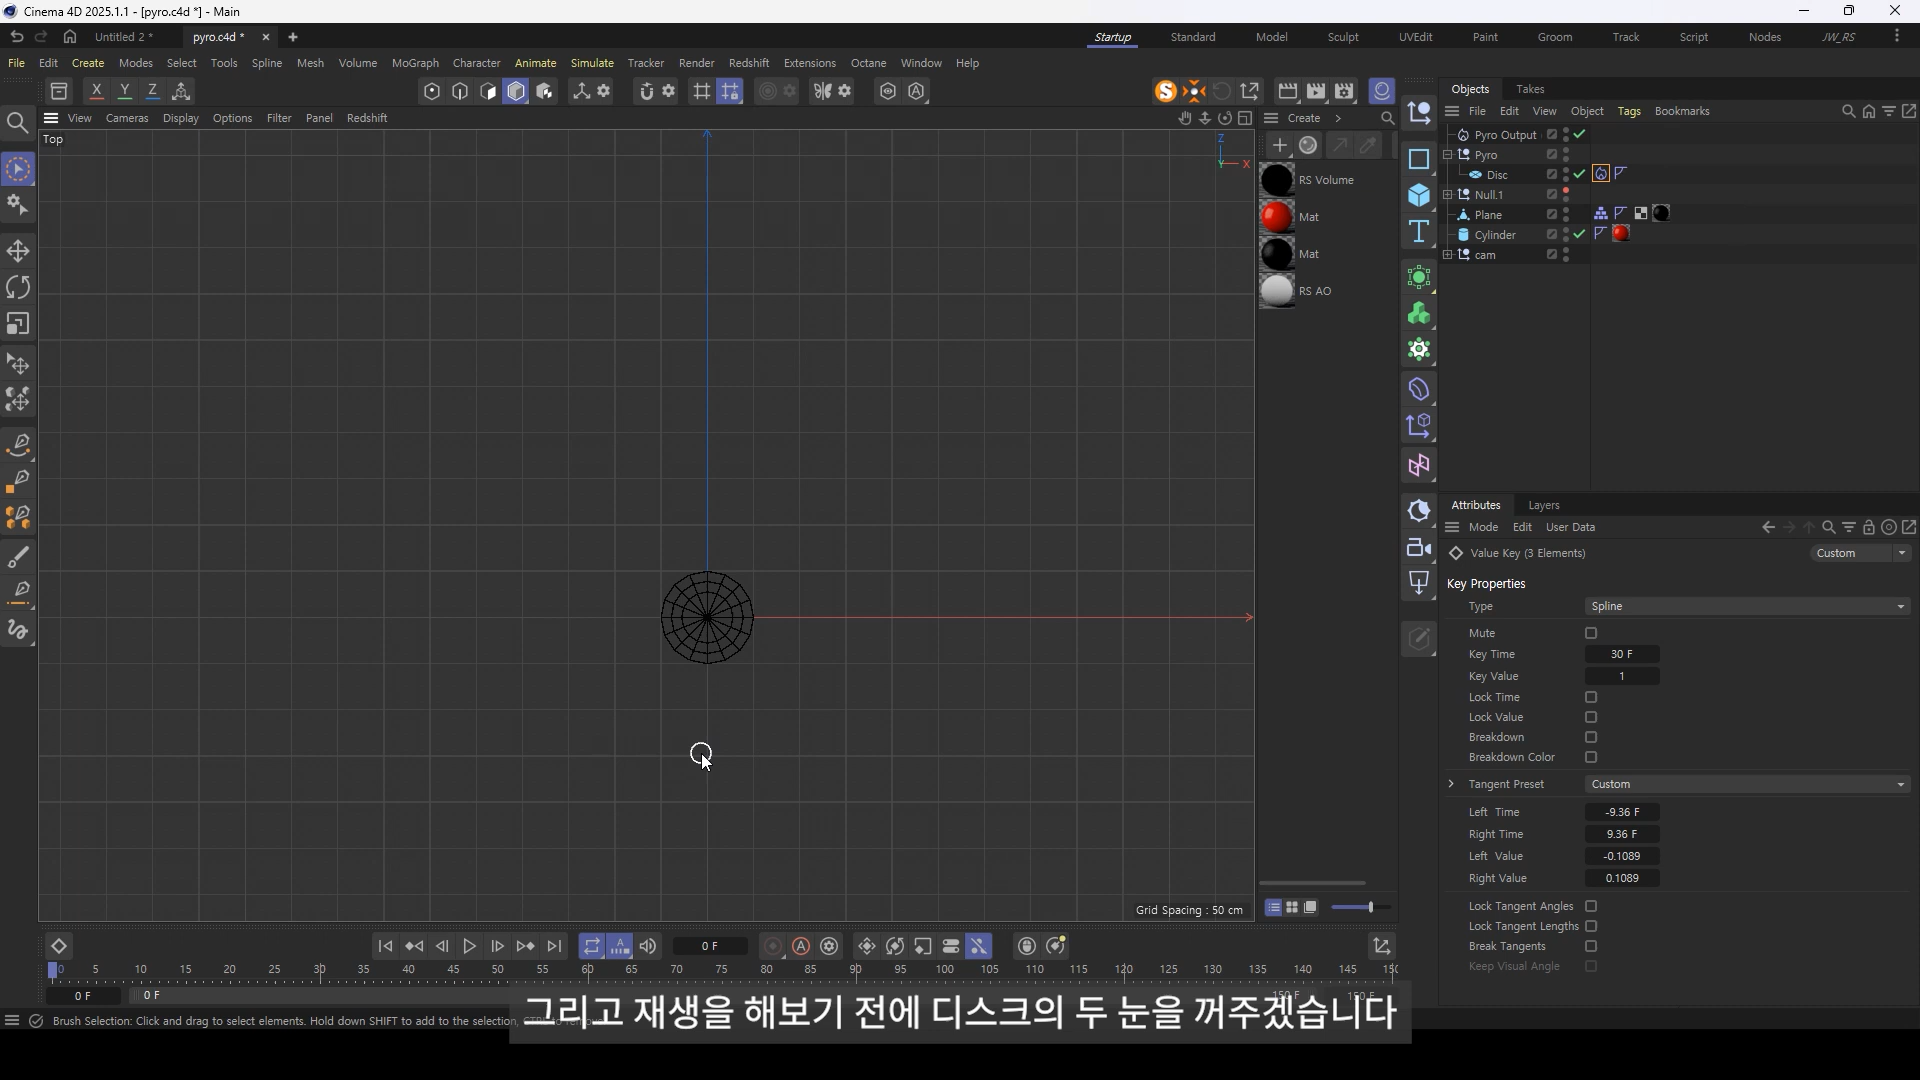 Cinema 4D 2025.1.1 - [pyro.c4d *] - Main
Untitled 2 *
pyro.c4d *
Startup
Standard
Model
Sculpt
UVEdit
Paint
Groom
Track
Script
Nodes
JW_RS
File Edit Create Modes Select Tools Spline Mesh Volume MoGraph Character Animate Simulate Tracker Render Redshift Extensions Octane Window Help
X Y Z
View Cameras Display Options Filter Panel Redshift
Top
Z
Y X
Create
RS Volume
Mat
Mat
RS AO
Objects Takes
File Edit View Object Tags Bookmarks
Pyro Output
Pyro
Disc
Null.1
Plane
Cylinder
cam
Attributes Layers
Mode Edit User Data
Value Key (3 Elements)
Custom
Key Properties
Type Spline
Mute
Key Time 30 F
Key Value 1
Lock Time
Lock Value
Breakdown
Breakdown Color
Tangent Preset Custom
Left Time -9.36 F
Right Time 9.36 F
Left Value -0.1089
Right Value 0.1089
Lock Tangent Angles
Lock Tangent Lengths
Break Tangents
Keep Visual Angle
Grid Spacing : 50 cm
0 F
0 5 10 15 20 25 30 35 40 45 50 55 60 65 70 75 80 85 90 95 100 105 110 115 120 125 130 135 140 145
0 F
0 F
150 F
150 F
Brush Selection: Click and drag to select elements. Hold down SHIFT to add to the selection,
그리고 재생을 해보기 전에 디스크의 두 눈을 꺼주겠습니다